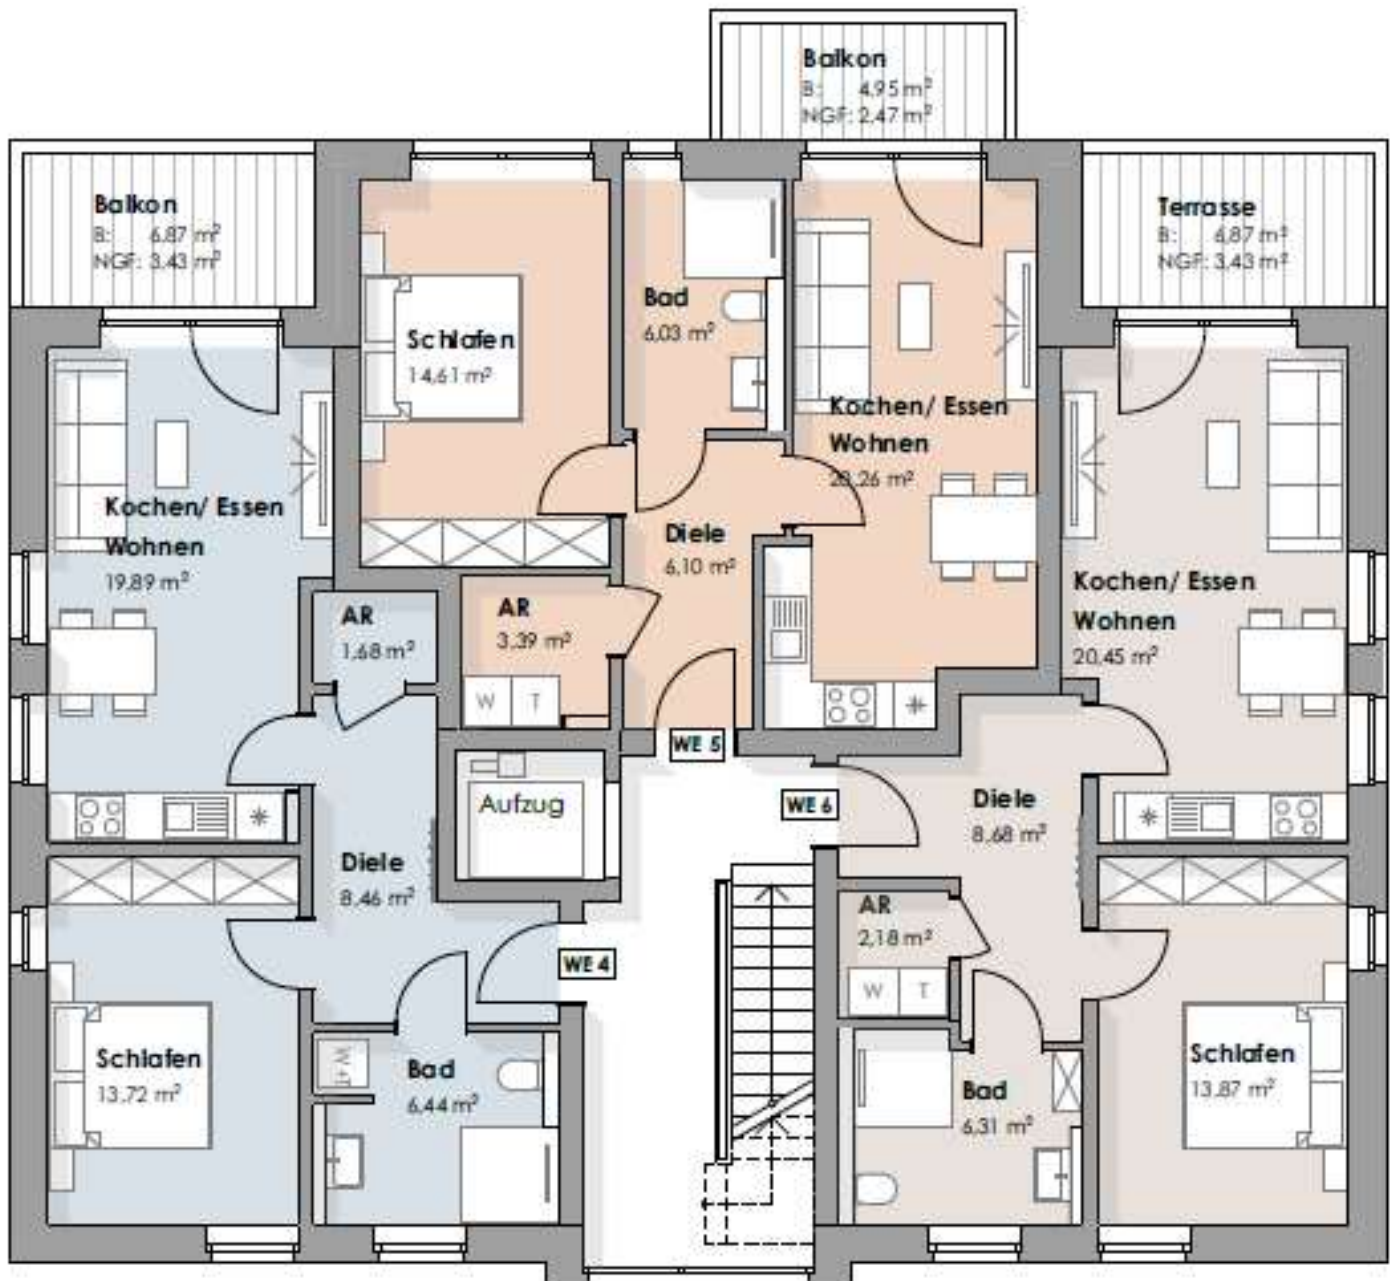 Balkon
B: 4,95 m²
NGF: 2,47 m²
Balkon
B: 6,87 m²
NGF: 3,43 m²
Terrasse
B: 6,87 m²
NGF: 3,43 m²
Schlafen
14,61 m²
Bad
6,03 m²
Kochen/ Essen
Wohnen
20,26 m²
Kochen/ Essen
Wohnen
19,89 m²
Diele
6,10 m²
Kochen/ Essen
Wohnen
20,45 m²
AR
1,68 m²
AR
3,39 m²
W T
WE 5
Aufzug
WE 6
Diele
8,68 m²
Diele
8,46 m²
AR
2,18 m²
W T
WE 4
Schlafen
13,72 m²
W+T
Bad
6,44 m²
Bad
6,31 m²
Schlafen
13,87 m²